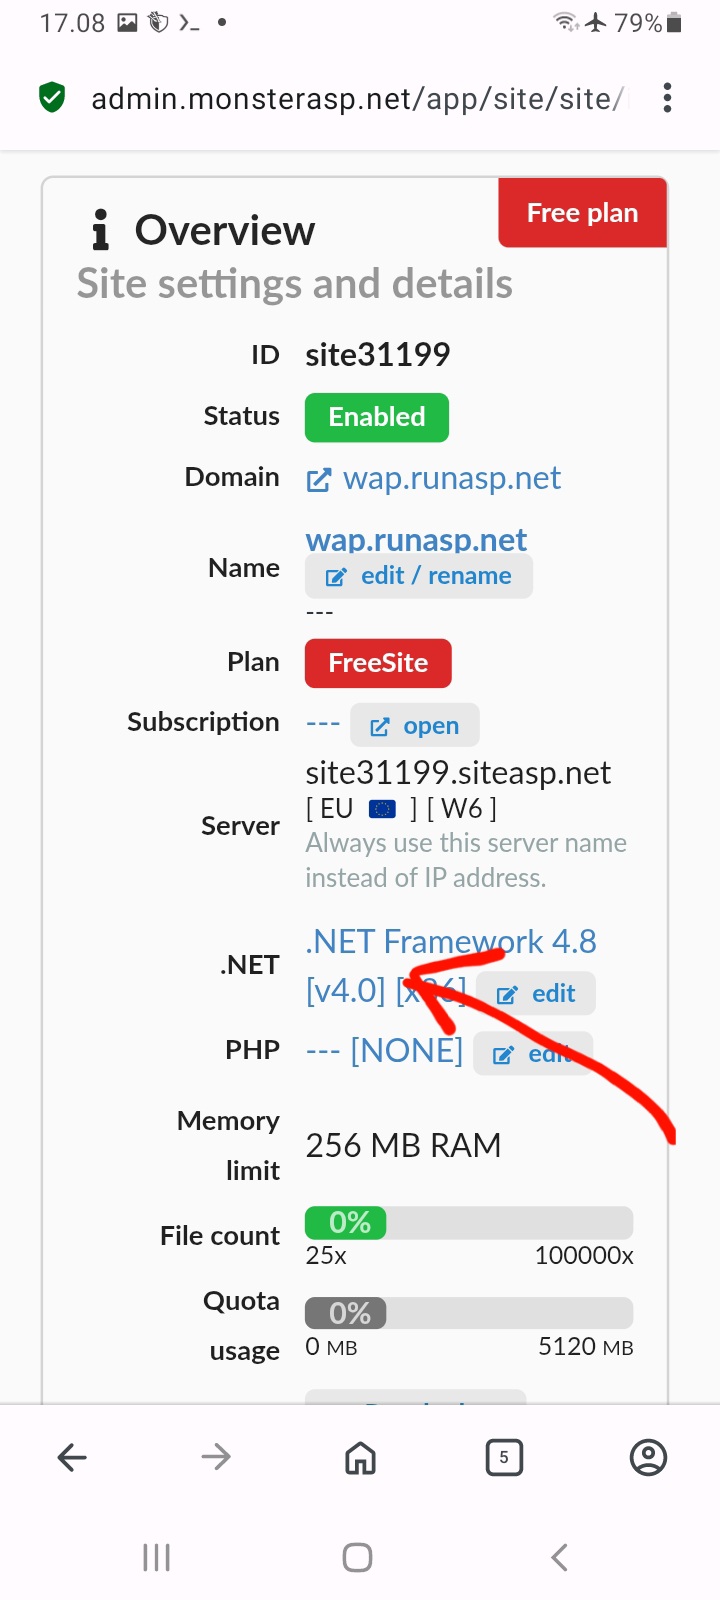 17.08
79%
admin.monsterasp.net/app/site/site/
Free plan
Overview
Site settings and details
ID site31199
Status Enabled
Domain wap.runasp.net
Name wap.runasp.net
edit / rename
---
Plan FreeSite
Subscription --- open
Server site31199.siteasp.net
[ EU ] [ W6 ]
Always use this server name
instead of IP address.
.NET .NET Framework 4.8
[v4.0] [x86] edit
PHP --- [NONE] edit
Memory
limit 256 MB RAM
File count 0%
25x 100000x
Quota
usage 0%
0 MB 5120 MB
5